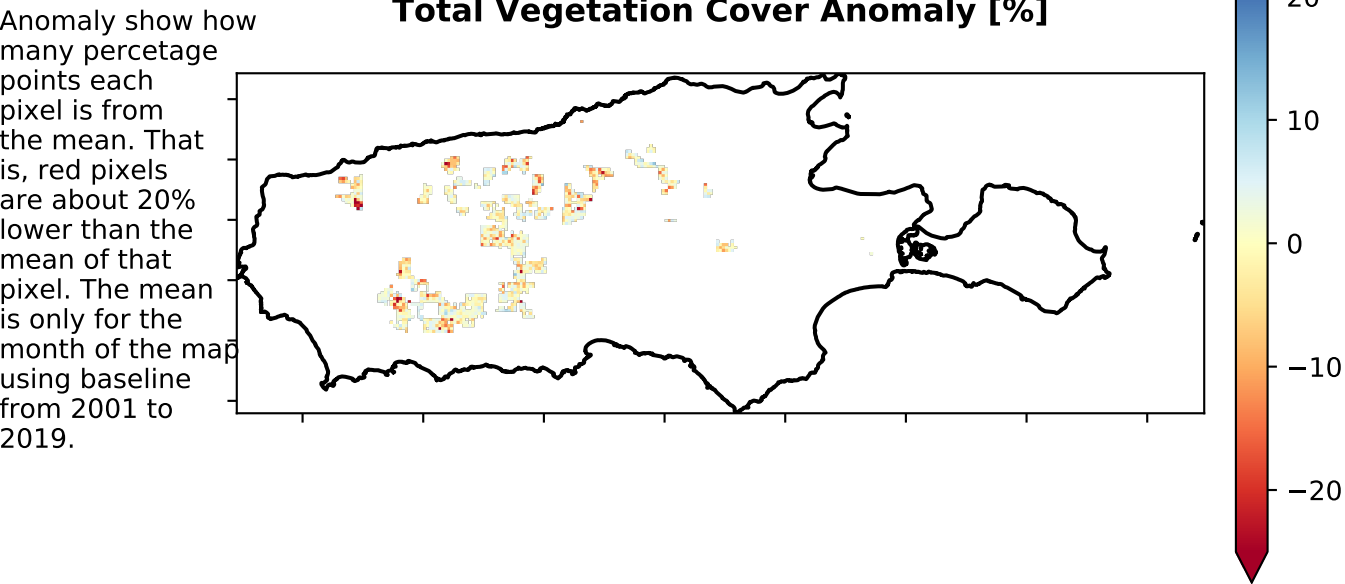 Total Vegetation Cover Anomaly [%]
Anomaly show how
many percetage
points each
pixel is from
the mean. That
is, red pixels
are about 20%
lower than the
mean of that
pixel. The mean
is only for the
month of the map
using baseline
from 2001 to
2019.
20
10
0
−10
−20